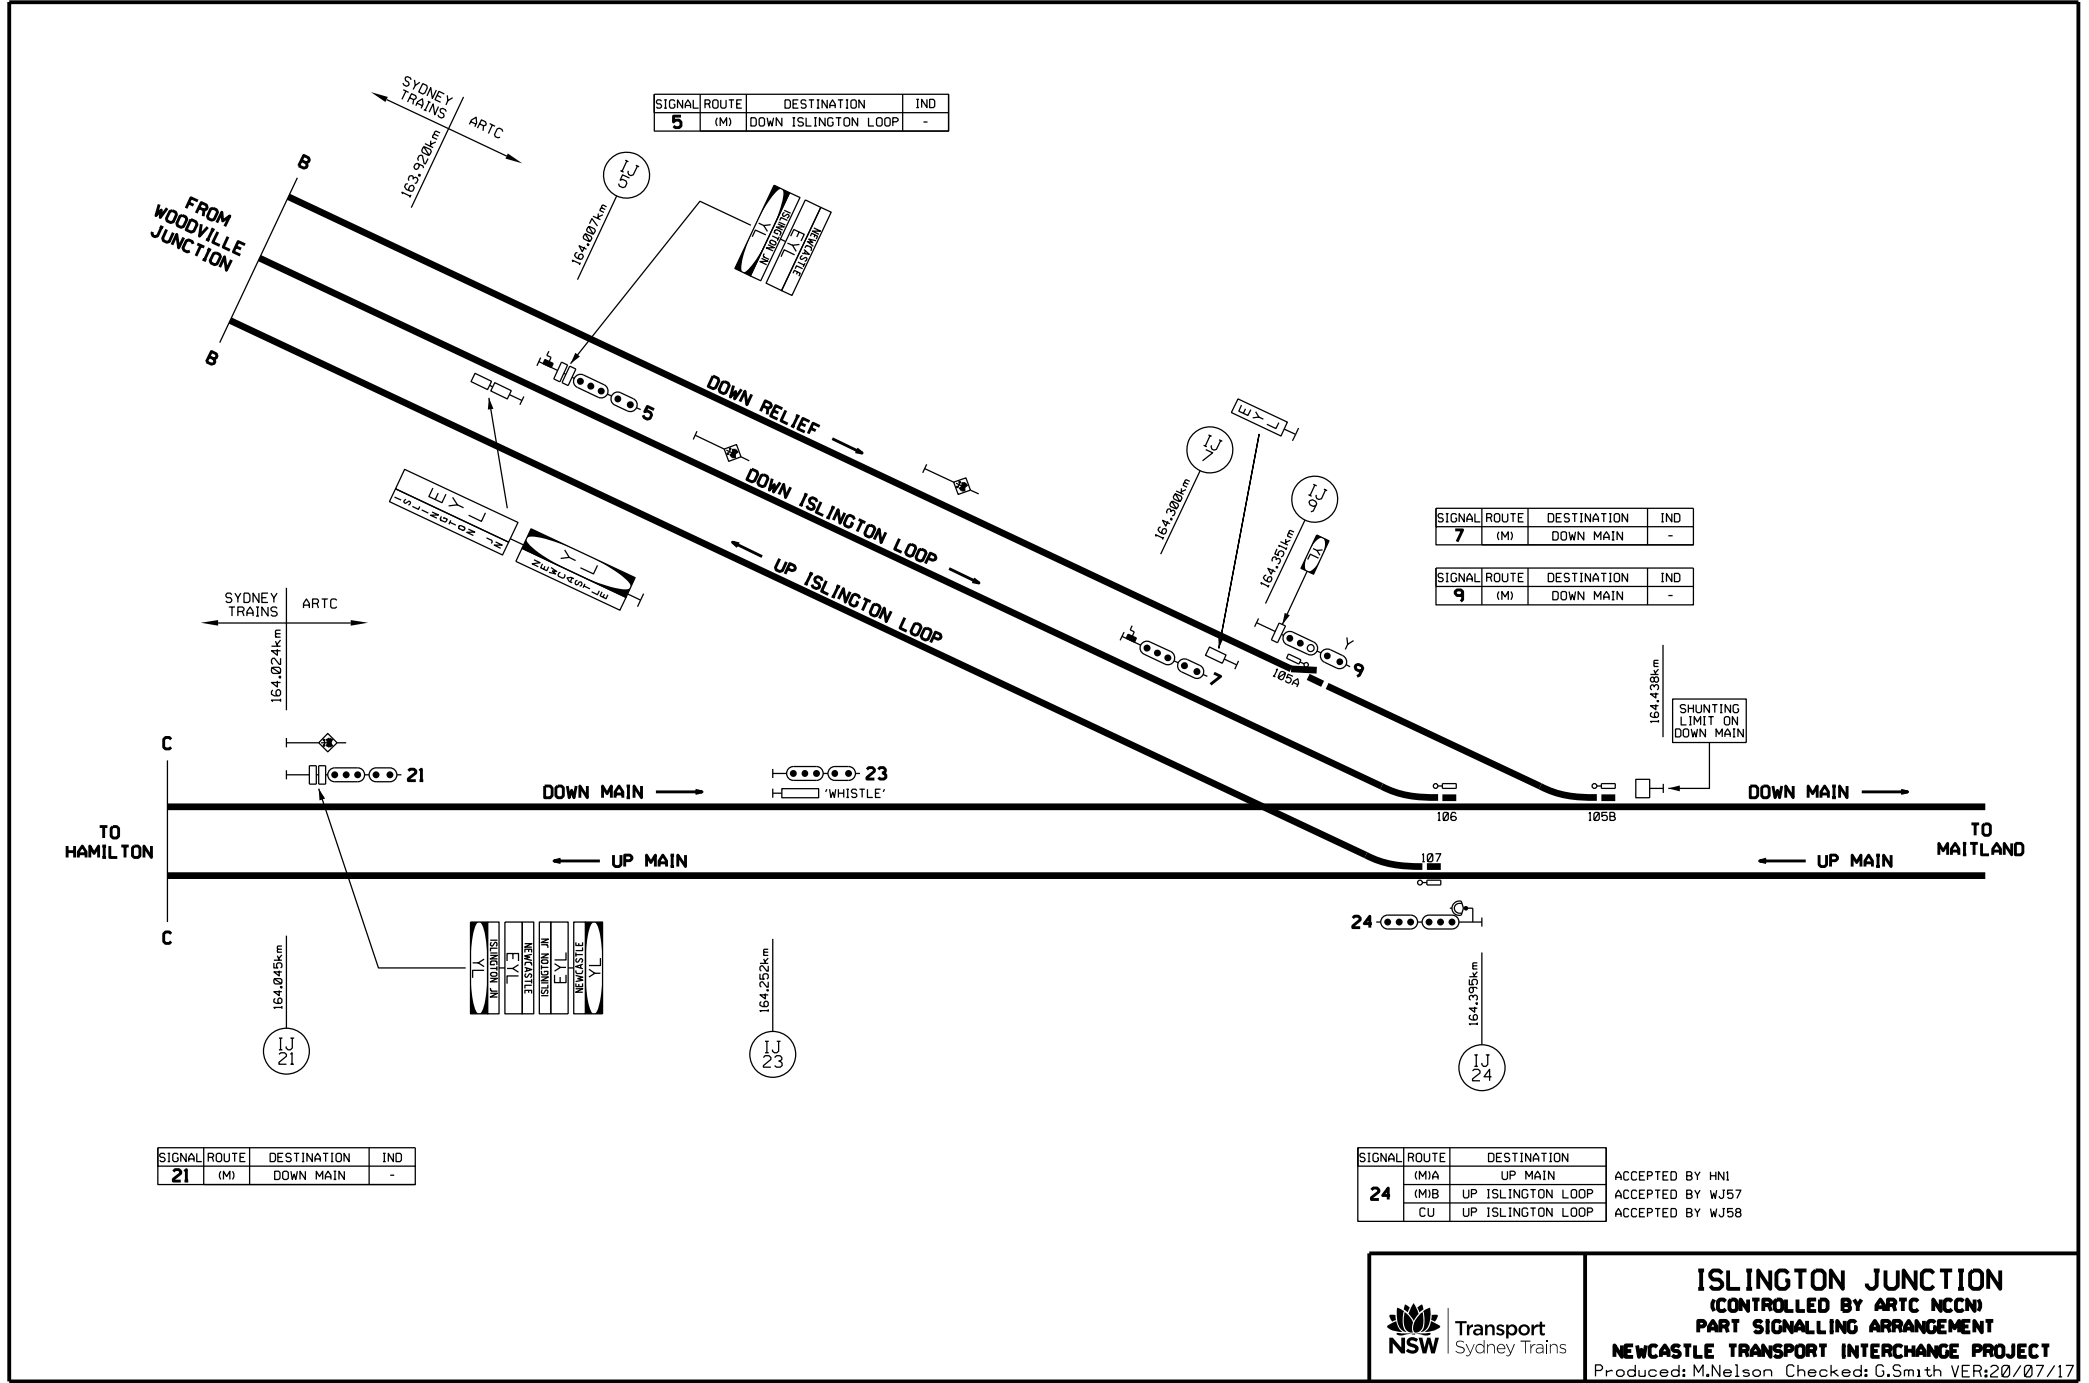 SYDNEY
TRAINS
ARTC
163.920km
SIGNAL ROUTE DESTINATION IND
5 (M) DOWN ISLINGTON LOOP -
B
FROM
WOODVILLE
JUNCTION
B
IJ
5
164.007km
YL
ISLINGTON JN
EYL
NEWCASTLE
5
DOWN RELIEF
DOWN ISLINGTON LOOP
UP ISLINGTON LOOP
EYL
ISLINGTON JN
YL
NEWCASTLE
EYL
IJ
7
164.300km
IJ
9
164.351km
YL
Y
9
7
105A
SIGNAL ROUTE DESTINATION IND
7 (M) DOWN MAIN -
SIGNAL ROUTE DESTINATION IND
9 (M) DOWN MAIN -
SYDNEY
TRAINS
ARTC
164.024km
164.438km
SHUNTING
LIMIT ON
DOWN MAIN
C
21
23
'WHISTLE'
DOWN MAIN
DOWN MAIN
106
105B
TO
HAMILTON
TO
MAITLAND
UP MAIN
107
UP MAIN
C
24
164.045km
IJ
21
YL
ISLINGTON JN
EYL
NEWCASTLE
ISLINGTON JN
EYL
NEWCASTLE
YL
164.252km
IJ
23
164.395km
IJ
24
SIGNAL ROUTE DESTINATION IND
21 (M) DOWN MAIN -
SIGNAL ROUTE DESTINATION
24 (M)A UP MAIN ACCEPTED BY HN1
(M)B UP ISLINGTON LOOP ACCEPTED BY WJ57
CU UP ISLINGTON LOOP ACCEPTED BY WJ58
NSW
Transport
Sydney Trains
ISLINGTON JUNCTION
(CONTROLLED BY ARTC NCCN)
PART SIGNALLING ARRANGEMENT
NEWCASTLE TRANSPORT INTERCHANGE PROJECT
Produced: M.Nelson Checked: G.Smith VER:20/07/17